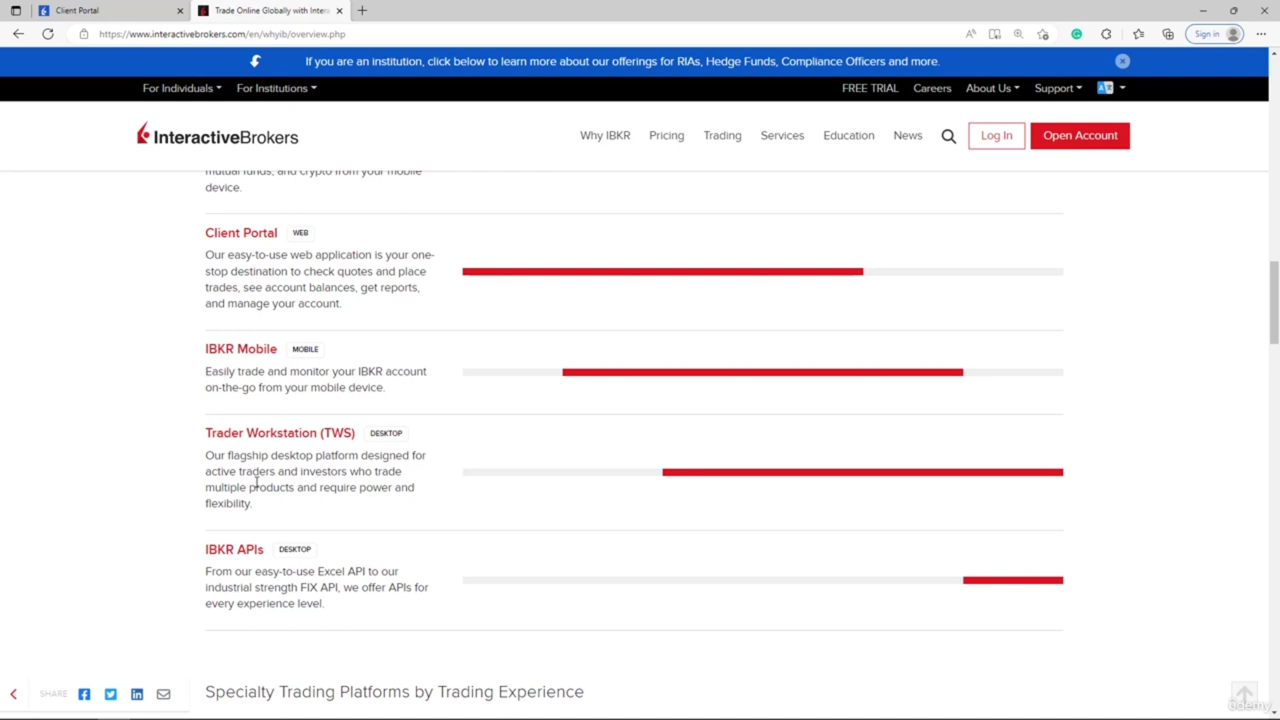 Client Portal
Trade Online Globally with Inter
https://www.interactivebrokers.com/en/whyib/overview.php
Sign in
If you are an institution, click below to learn more about our offerings for RIAs, Hedge Funds, Compliance Officers and more.
For Individuals For Institutions FREE TRIAL Careers About Us Support
InteractiveBrokers
Why IBKR Pricing Trading Services Education News Log In Open Account
mutual funds, and crypto from your mobile
device.
Client Portal WEB
Our easy-to-use web application is your one-
stop destination to check quotes and place
trades, see account balances, get reports,
and manage your account.
IBKR Mobile MOBILE
Easily trade and monitor your IBKR account
on-the-go from your mobile device.
Trader Workstation (TWS) DESKTOP
Our flagship desktop platform designed for
active traders and investors who trade
multiple products and require power and
flexibility.
IBKR APIs DESKTOP
From our easy-to-use Excel API to our
industrial strength FIX API, we offer APIs for
every experience level.
SHARE
Specialty Trading Platforms by Trading Experience
ûdemy